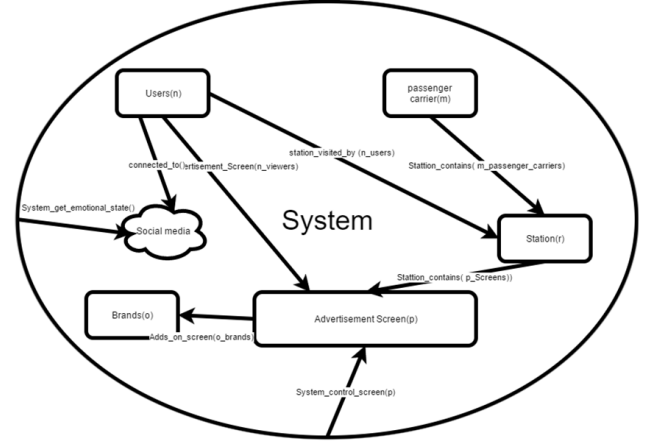 Users(n)
passenger
carrier(m)
station_visited_by (n_users)
connected_to()
ertisement_Screen(n_viewers)
Stattion_contains( m_passenger_carriers)
System_get_emotional_state()
Social media
System
Station(r)
Stattion_contains( p_Screens))
Brands(o)
Advertisement Screen(p)
Adds_on_screen(o_brands)
System_control_screen(p)